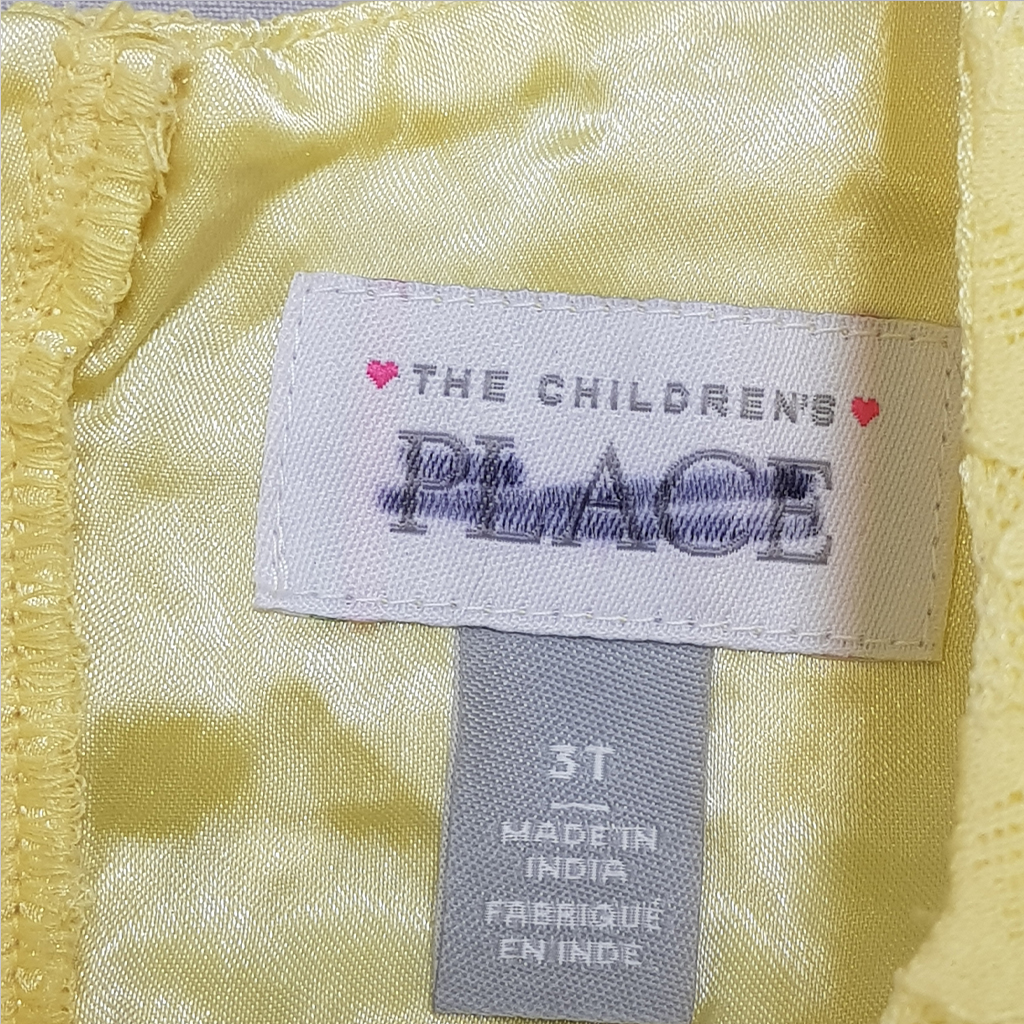 THE CHILDREN'S
PLACE
3T
MADE IN
INDIA
FABRIQUÉ
EN INDE